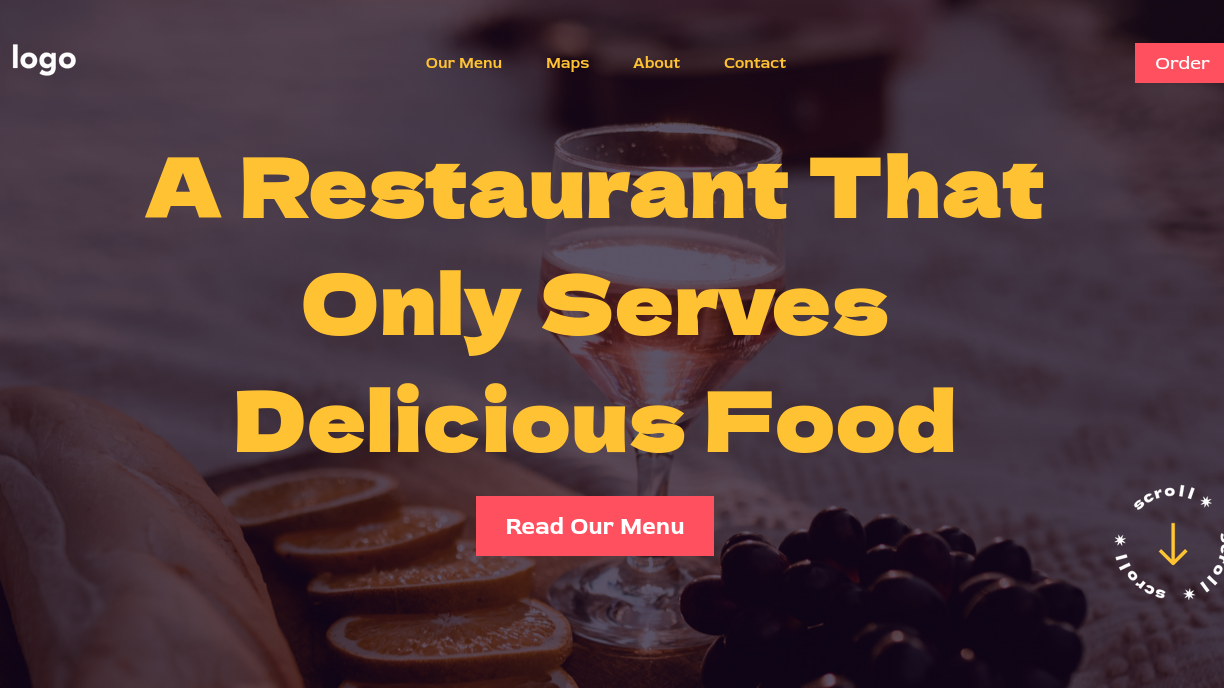 logo
Our Menu
Maps
About
Contact
Order
A Restaurant That
Only Serves
Delicious Food
Read Our Menu
scroll * scroll * scroll *